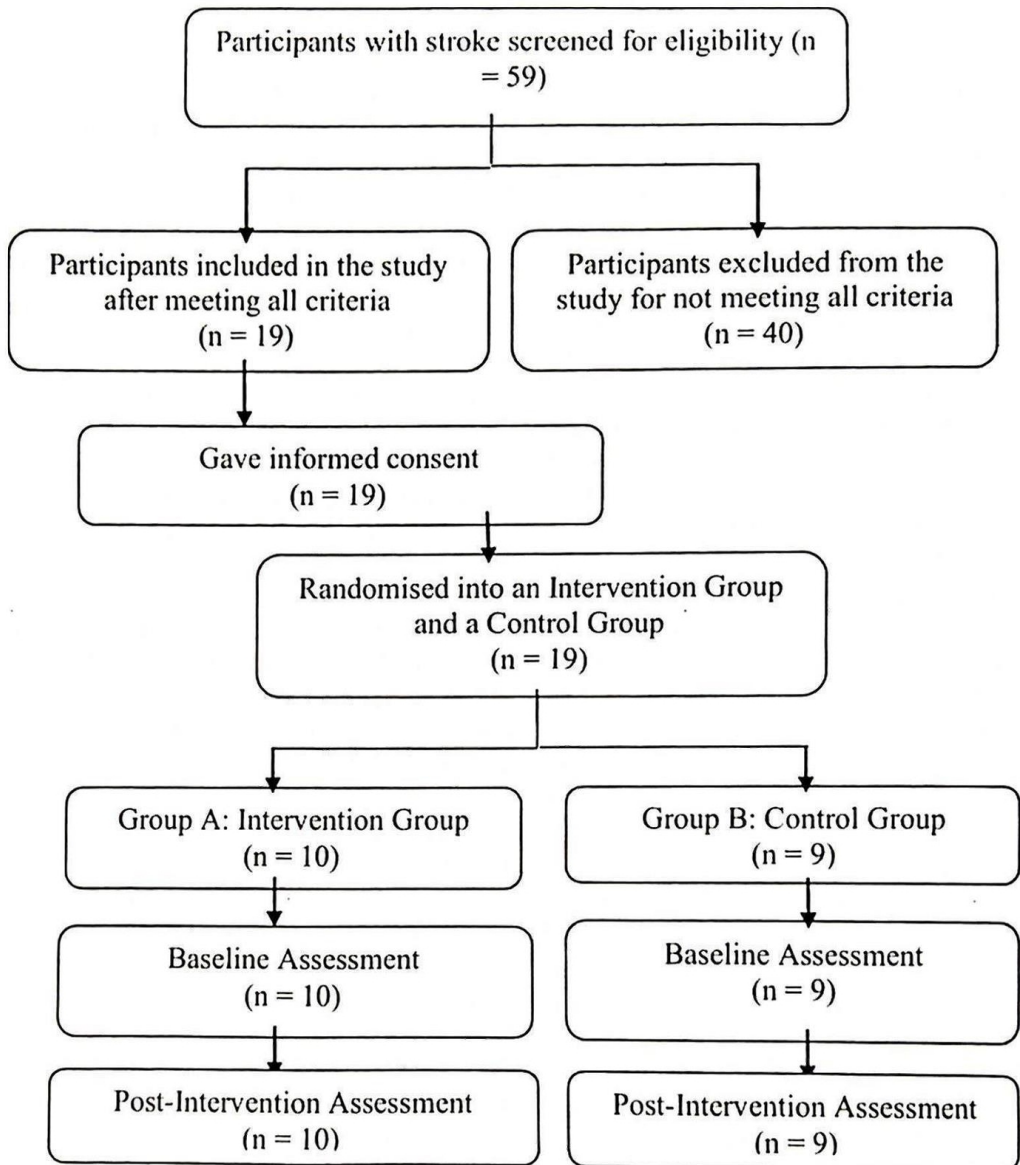 Participants with stroke screened for eligibility (n
= 59)
Participants included in the study
after meeting all criteria
(n = 19)
Participants excluded from the
study for not meeting all criteria
(n = 40)
Gave informed consent
(n = 19)
Randomised into an Intervention Group
and a Control Group
(n = 19)
Group A: Intervention Group
(n = 10)
Group B: Control Group
(n = 9)
Baseline Assessment
(n = 10)
Baseline Assessment
(n = 9)
Post-Intervention Assessment
(n = 10)
Post-Intervention Assessment
(n = 9)